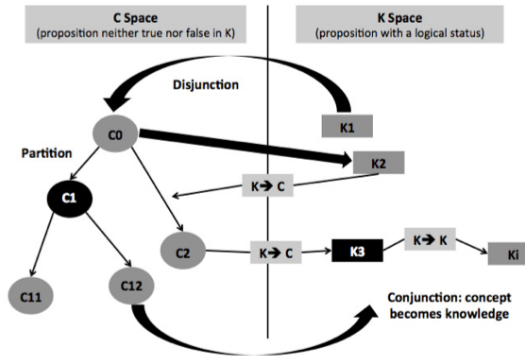 C Space
(proposition neither true nor false in K)
K Space
(proposition with a logical status)
Disjunction
K1
C0
K2
Partition
K➔ C
C1
C2
K➔ C
K3
K➔ K
Ki
C11
C12
Conjunction: concept
becomes knowledge